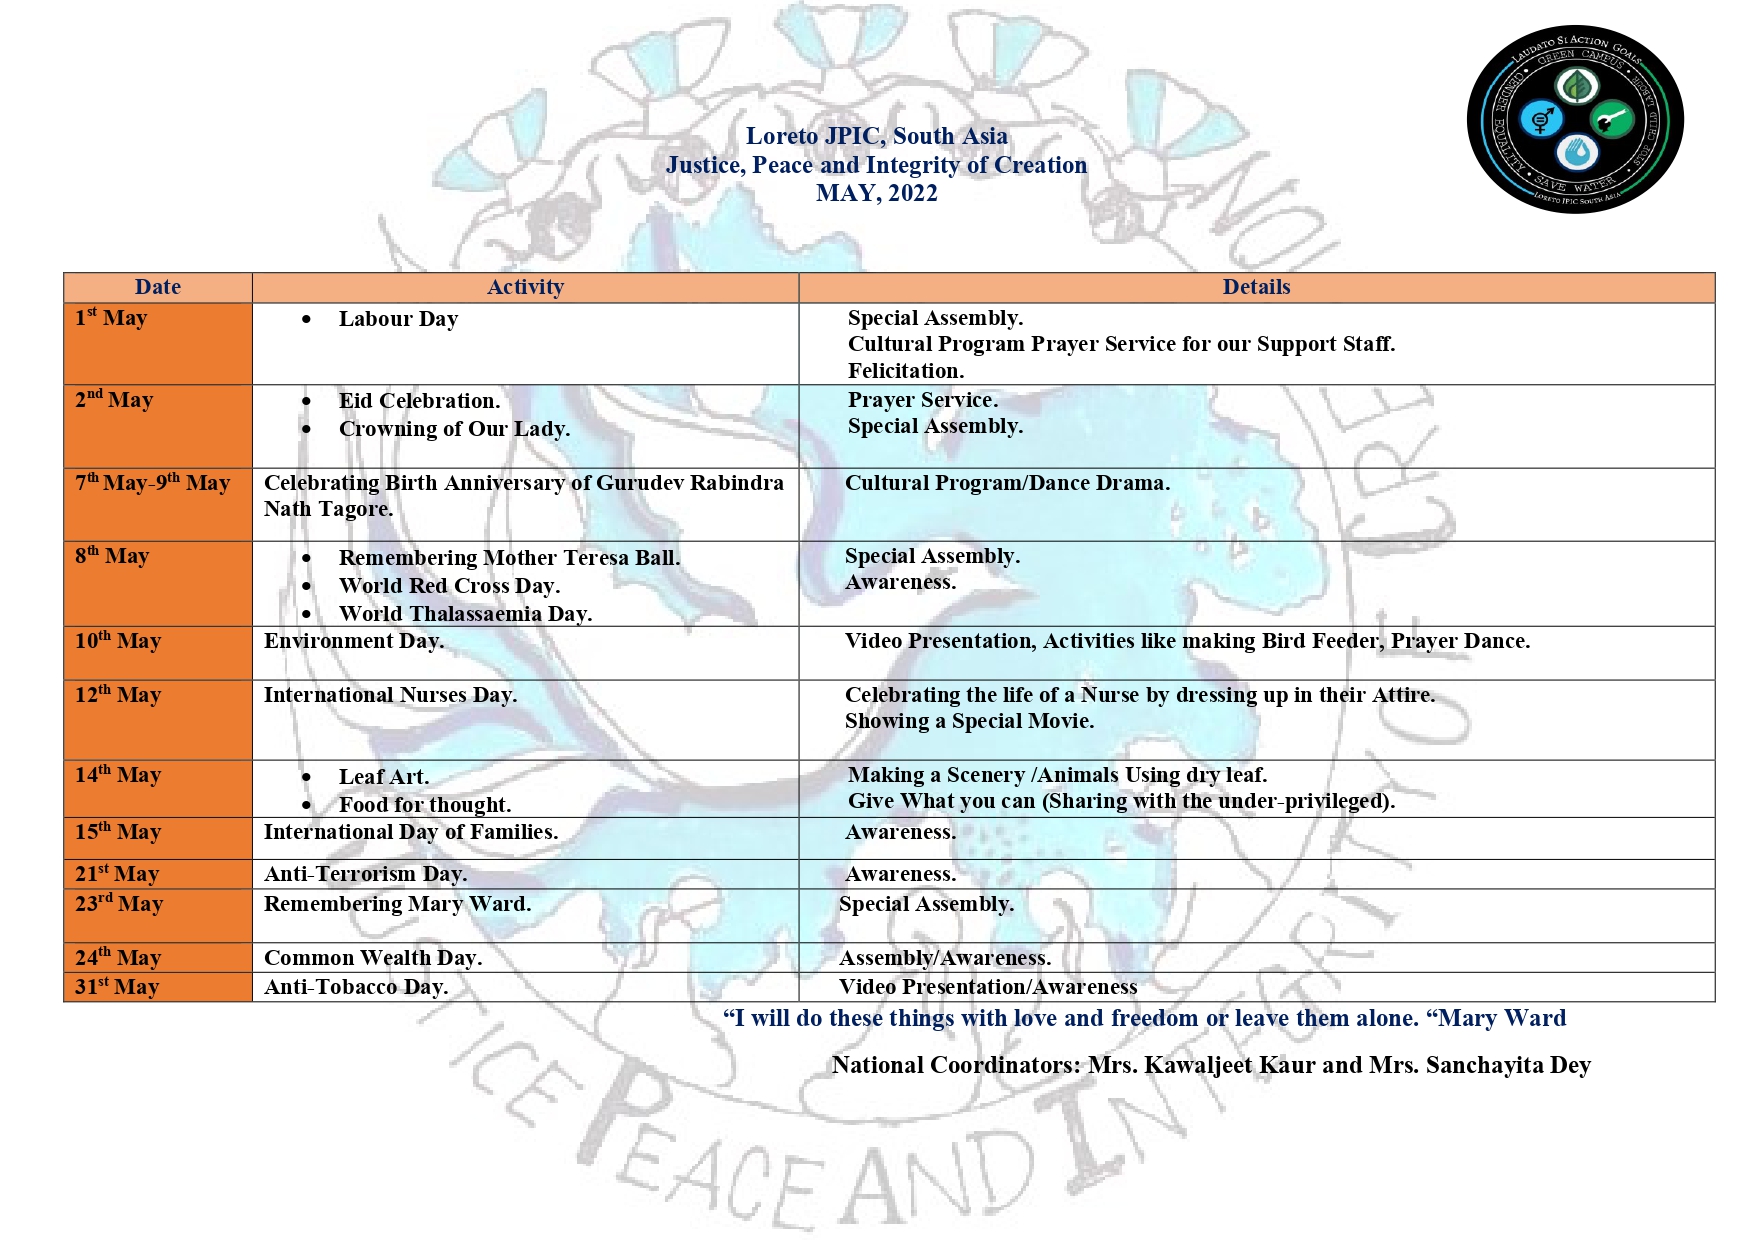 LAUDATO SI ACTION GOALS
GREEN CAMPUS
GENDER EQUALITY
STOP CHILD LABOUR
SAVE WATER
LORETO JPIC SOUTH ASIA
Loreto JPIC, South Asia
Justice, Peace and Integrity of Creation
MAY, 2022
Date Activity Details
1st May • Labour Day Special Assembly.
Cultural Program Prayer Service for our Support Staff.
Felicitation.
2nd May • Eid Celebration. Prayer Service.
• Crowning of Our Lady. Special Assembly.
7th May-9th May Celebrating Birth Anniversary of Gurudev Rabindra Cultural Program/Dance Drama.
Nath Tagore.
8th May • Remembering Mother Teresa Ball. Special Assembly.
• World Red Cross Day. Awareness.
• World Thalassaemia Day.
10th May Environment Day. Video Presentation, Activities like making Bird Feeder, Prayer Dance.
12th May International Nurses Day. Celebrating the life of a Nurse by dressing up in their Attire.
Showing a Special Movie.
14th May • Leaf Art. Making a Scenery /Animals Using dry leaf.
• Food for thought. Give What you can (Sharing with the under-privileged).
15th May International Day of Families. Awareness.
21st May Anti-Terrorism Day. Awareness.
23rd May Remembering Mary Ward. Special Assembly.
24th May Common Wealth Day. Assembly/Awareness.
31st May Anti-Tobacco Day. Video Presentation/Awareness
“I will do these things with love and freedom or leave them alone. “Mary Ward
National Coordinators: Mrs. Kawaljeet Kaur and Mrs. Sanchayita Dey
JUSTICE PEACE AND INTEGRITY OF CREATION